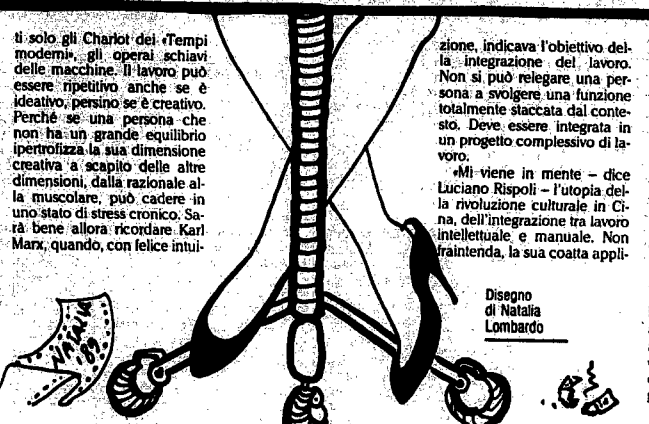 ti solo gli Charlot dei «Tempi
moderni», gli operai schiavi
delle macchine. Il lavoro può
essere ripetitivo anche se è
ideativo, persino se è creativo.
Perché se una persona che
non ha un grande equilibrio
ipertrofizza la sua dimensione
creativa a scapito delle altre
dimensioni, dalla razionale al-
la muscolare, può cadere in
uno stato di stress cronico. Sa-
rà bene allora ricordare Karl
Marx, quando, con felice intui-
zione, indicava l'obiettivo del-
la integrazione del lavoro.
Non si può relegare una per-
sona a svolgere una funzione
totalmente staccata dal conte-
sto. Deve essere integrata in
un progetto complessivo di la-
voro.
«Mi viene in mente – dice
Luciano Rispoli – l'utopia del-
la rivoluzione culturale in Ci-
na, dell'integrazione tra lavoro
intellettuale e manuale. Non
fraintenda, la sua coatta appli-
Disegno
di Natalia
Lombardo
NATALIA
'89